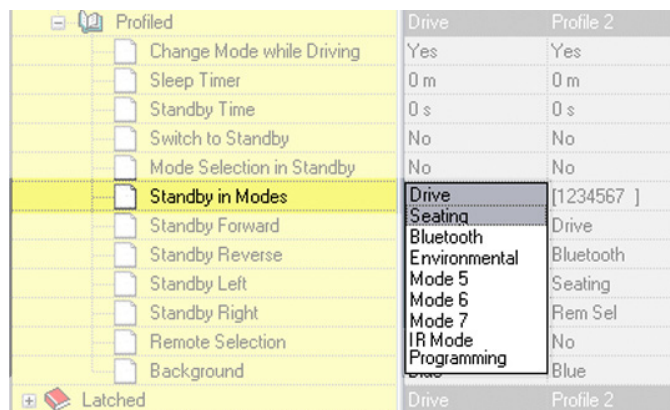 Profiled Drive Profile 2
Change Mode while Driving Yes Yes
Sleep Timer 0 m 0 m
Standby Time 0 s 0 s
Switch to Standby No No
Mode Selection in Standby No No
Standby in Modes Drive [1234567 ]
Seating
Standby Forward Bluetooth Drive
Standby Reverse Environmental Bluetooth
Standby Left Mode 5 Seating
Mode 6
Standby Right Mode 7 Rem Sel
Remote Selection IR Mode No
Programming
Background Blue
Latched Drive Profile 2